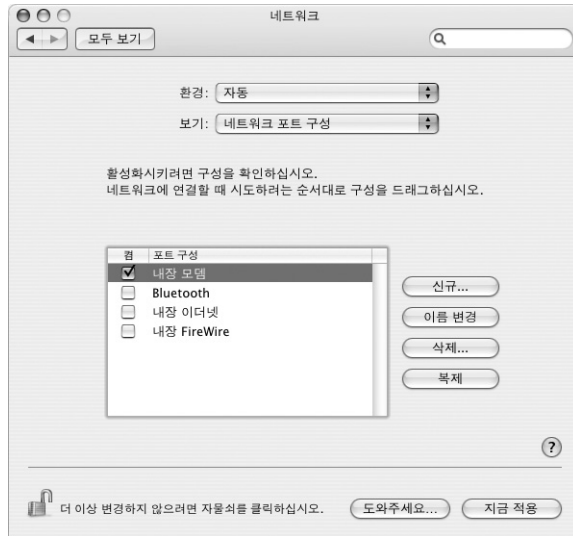 네트워크
모두 보기
환경: 자동
보기: 네트워크 포트 구성
활성화시키려면 구성을 확인하십시오.
네트워크에 연결할 때 시도하려는 순서대로 구성을 드래그하십시오.
켬 포트 구성
내장 모뎀
Bluetooth
내장 이더넷
내장 FireWire
신규...
이름 변경
삭제...
복제
?
더 이상 변경하지 않으려면 자물쇠를 클릭하십시오.
도와주세요...
지금 적용